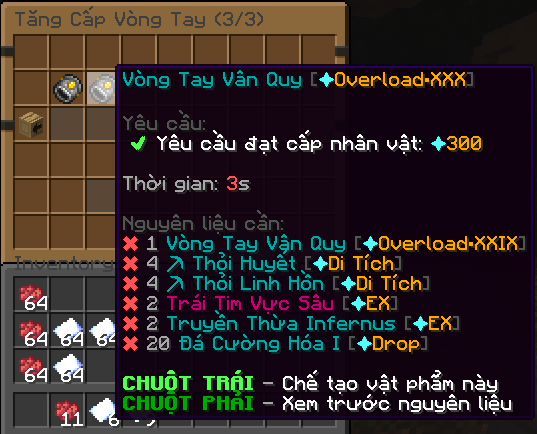 Tăng Cấp Vòng Tay (3/3)
Vòng Tay Vân Quy [✦Overload•XXX]
Yêu cầu:
✔ Yêu cầu đạt cấp nhân vật: ✦300
Thời gian: 3s
Nguyên liệu cần:
✖ 1 Vòng Tay Vân Quy [✦Overload•XXIX]
✖ 4 Thỏi Huyết [✦Di Tích]
✖ 4 Thỏi Linh Hồn [✦Di Tích]
✖ 2 Trái Tim Vực Sâu [✦EX]
✖ 2 Truyền Thừa Infernus [✦EX]
✖ 20 Đá Cường Hóa I [✦Drop]
CHUỘT TRÁI - Chế tạo vật phẩm này
CHUỘT PHẢI - Xem trước nguyên liệu
Inventory
64
64 64
64 64
11